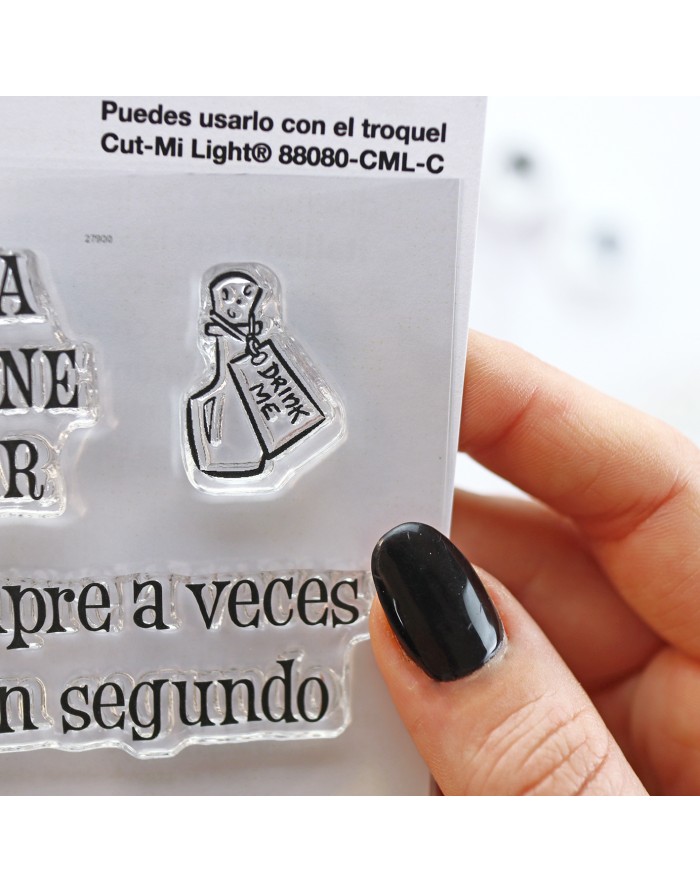 Puedes usarlo con el troquel
Cut-Mi Light® 88080-CML-C
27900
A
NE
R
DRINK
ME
pre a veces
n segundo